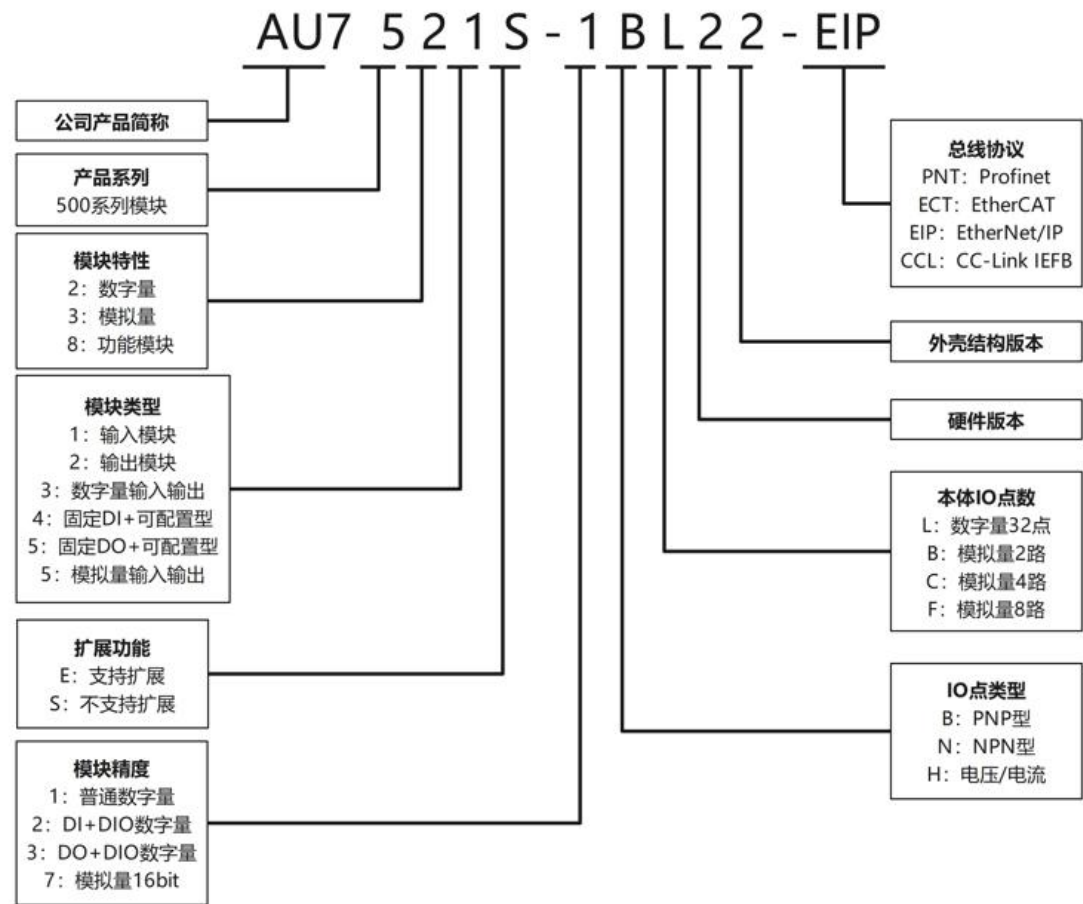 AU7 5 2 1 S - 1 B L 2 2 - EIP
公司产品简称
产品系列
500系列模块
模块特性
2：数字量
3：模拟量
8：功能模块
模块类型
1：输入模块
2：输出模块
3：数字量输入输出
4：固定DI+可配置型
5：固定DO+可配置型
5：模拟量输入输出
扩展功能
E：支持扩展
S：不支持扩展
模块精度
1：普通数字量
2：DI+DIO数字量
3：DO+DIO数字量
7：模拟量16bit
总线协议
PNT：Profinet
ECT：EtherCAT
EIP：EtherNet/IP
CCL：CC-Link IEFB
外壳结构版本
硬件版本
本体IO点数
L：数字量32点
B：模拟量2路
C：模拟量4路
F：模拟量8路
IO点类型
B：PNP型
N：NPN型
H：电压/电流